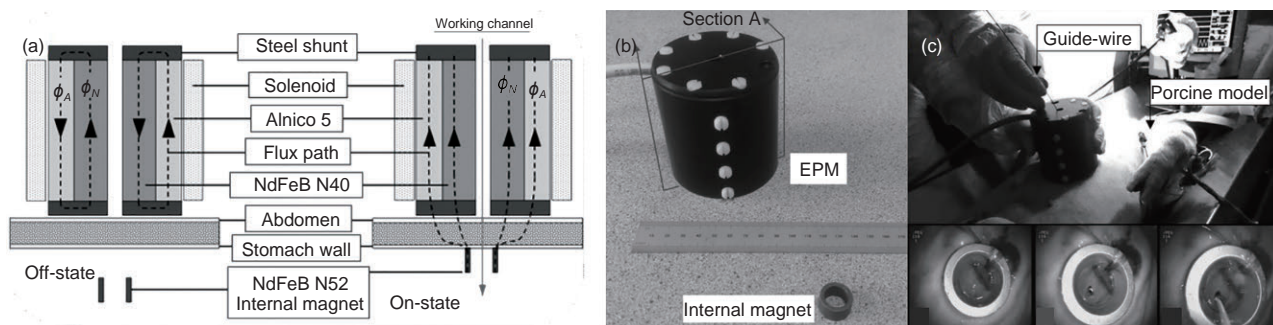 Working channel
(a)
Steel shunt
Solenoid
ϕA
ϕN
ϕN
ϕA
Alnico 5
Flux path
NdFeB N40
Abdomen
Stomach wall
Off-state
NdFeB N52
Internal magnet
On-state
(b)
Section A
EPM
Internal magnet
(c)
Guide-wire
Porcine model